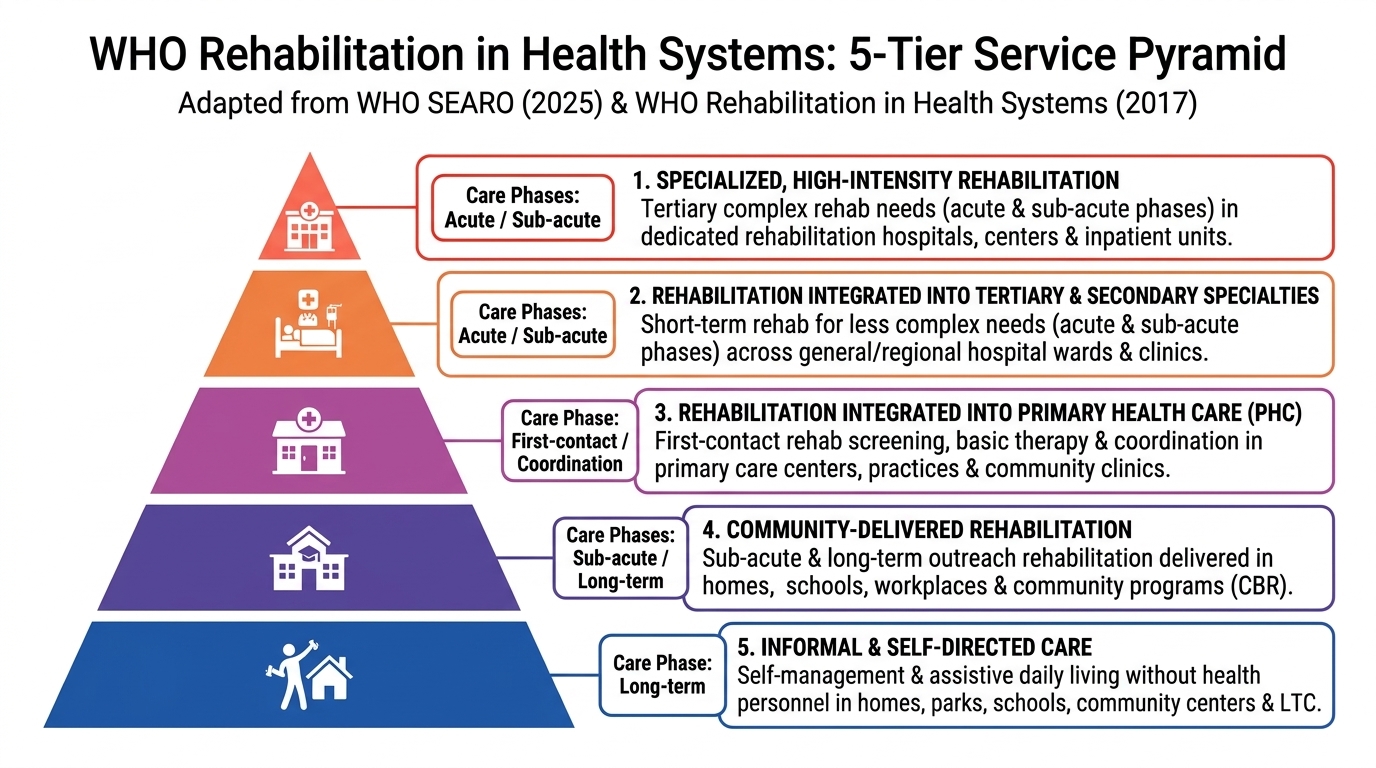 WHO Rehabilitation in Health Systems: 5-Tier Service Pyramid
Adapted from WHO SEARO (2025) & WHO Rehabilitation in Health Systems (2017)
Care Phases:
Acute / Sub-acute
1. SPECIALIZED, HIGH-INTENSITY REHABILITATION
Tertiary complex rehab needs (acute & sub-acute phases) in
dedicated rehabilitation hospitals, centers & inpatient units.
Care Phases:
Acute / Sub-acute
2. REHABILITATION INTEGRATED INTO TERTIARY & SECONDARY SPECIALTIES
Short-term rehab for less complex needs (acute & sub-acute
phases) across general/regional hospital wards & clinics.
Care Phase:
First-contact /
Coordination
3. REHABILITATION INTEGRATED INTO PRIMARY HEALTH CARE (PHC)
First-contact rehab screening, basic therapy & coordination in
primary care centers, practices & community clinics.
Care Phases:
Sub-acute /
Long-term
4. COMMUNITY-DELIVERED REHABILITATION
Sub-acute & long-term outreach rehabilitation delivered in
homes, schools, workplaces & community programs (CBR).
Care Phase:
Long-term
5. INFORMAL & SELF-DIRECTED CARE
Self-management & assistive daily living without health
personnel in homes, parks, schools, community centers & LTC.